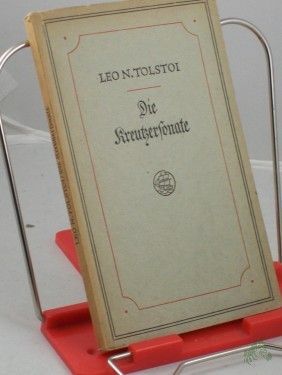 LEO N. TOLSTOI
Die
Kreutzersonate